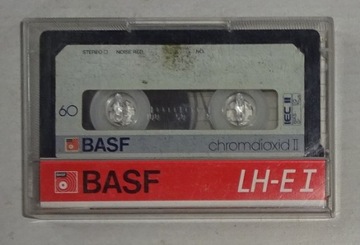 STEREO □ NOISE RED. NO.
60
IEC II
BASF chromdioxid II
BASF LH-E I